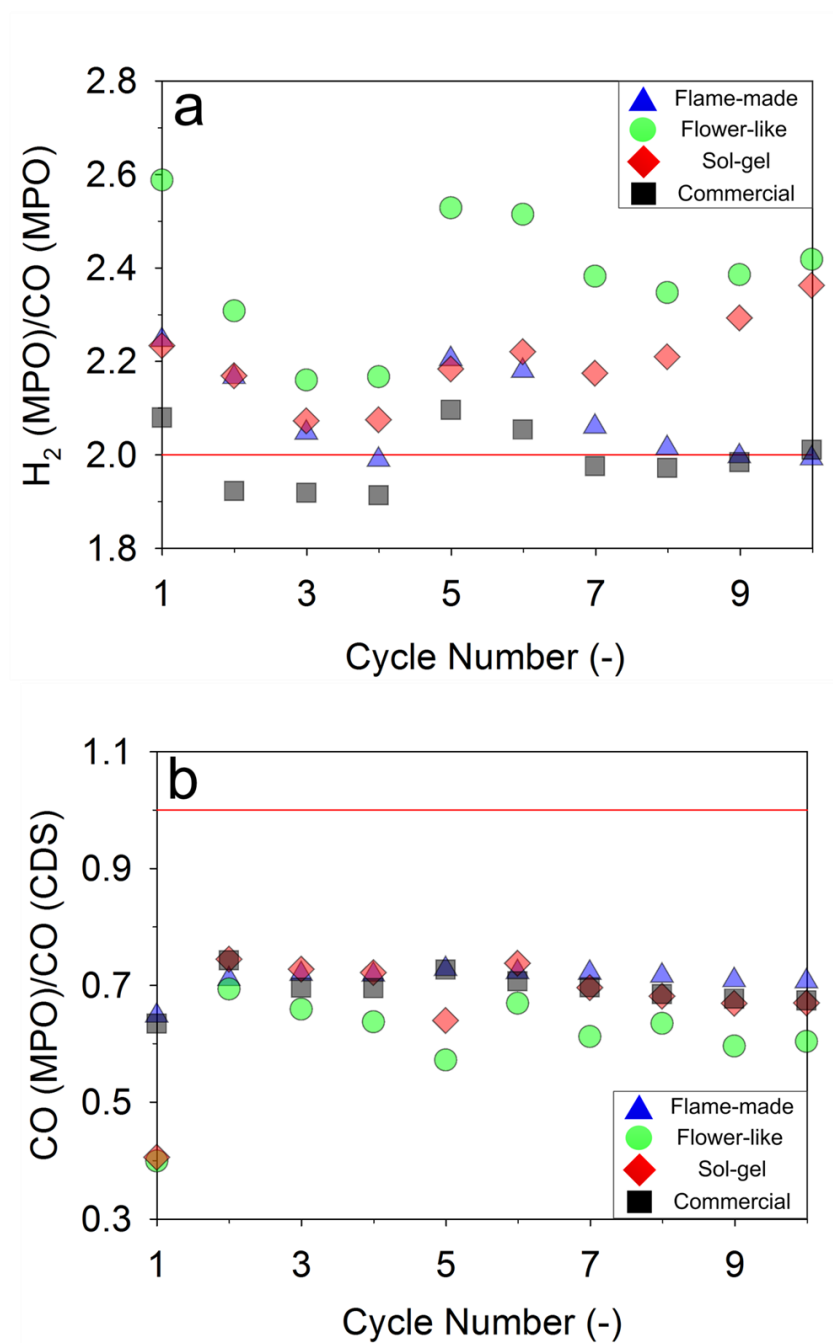 a
2.8
2.6
2.4
2.2
2.0
1.8
H₂ (MPO)/CO (MPO)
Flame-made
Flower-like
Sol-gel
Commercial
1 3 5 7 9
Cycle Number (-)
b
1.1
0.9
0.7
0.5
0.3
CO (MPO)/CO (CDS)
Flame-made
Flower-like
Sol-gel
Commercial
1 3 5 7 9
Cycle Number (-)